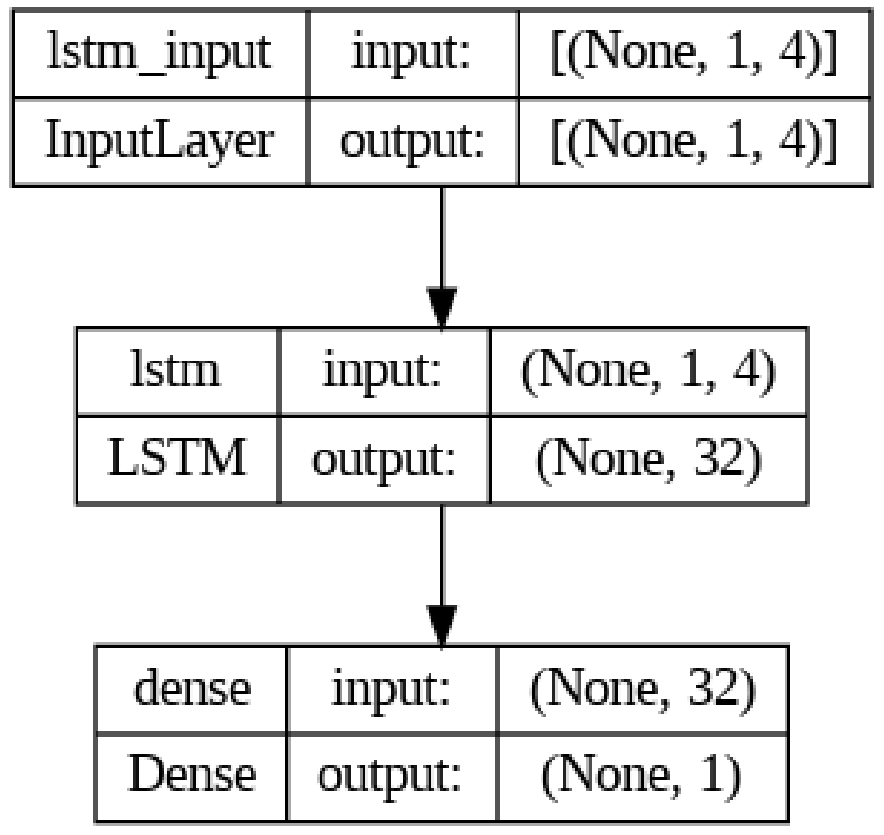 lstm_input input: [(None, 1, 4)]
InputLayer output: [(None, 1, 4)]
lstm input: (None, 1, 4)
LSTM output: (None, 32)
dense input: (None, 32)
Dense output: (None, 1)